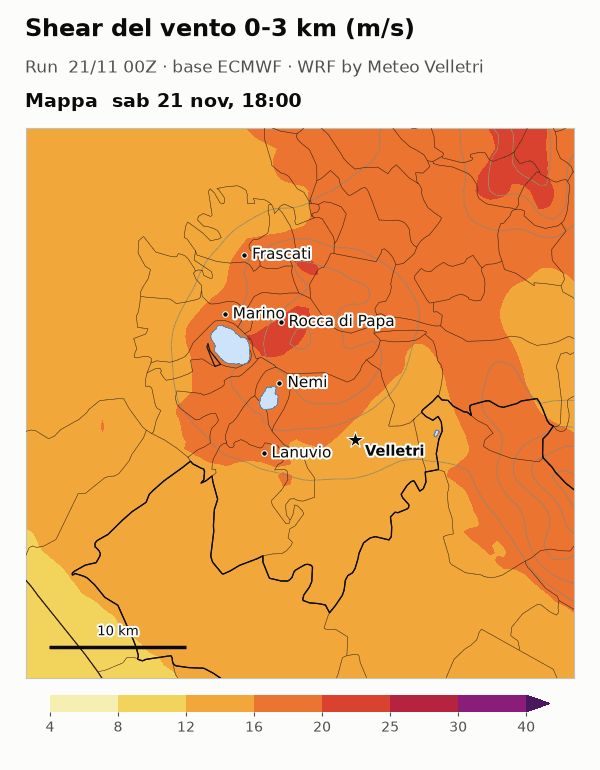 Shear del vento 0-3 km (m/s)
Run 21/11 00Z · base ECMWF · WRF by Meteo Velletri
Mappa sab 21 nov, 18:00
Frascati
Marino
Rocca di Papa
Nemi
Velletri
Lanuvio
10 km
4 8 12 16 20 25 30 40